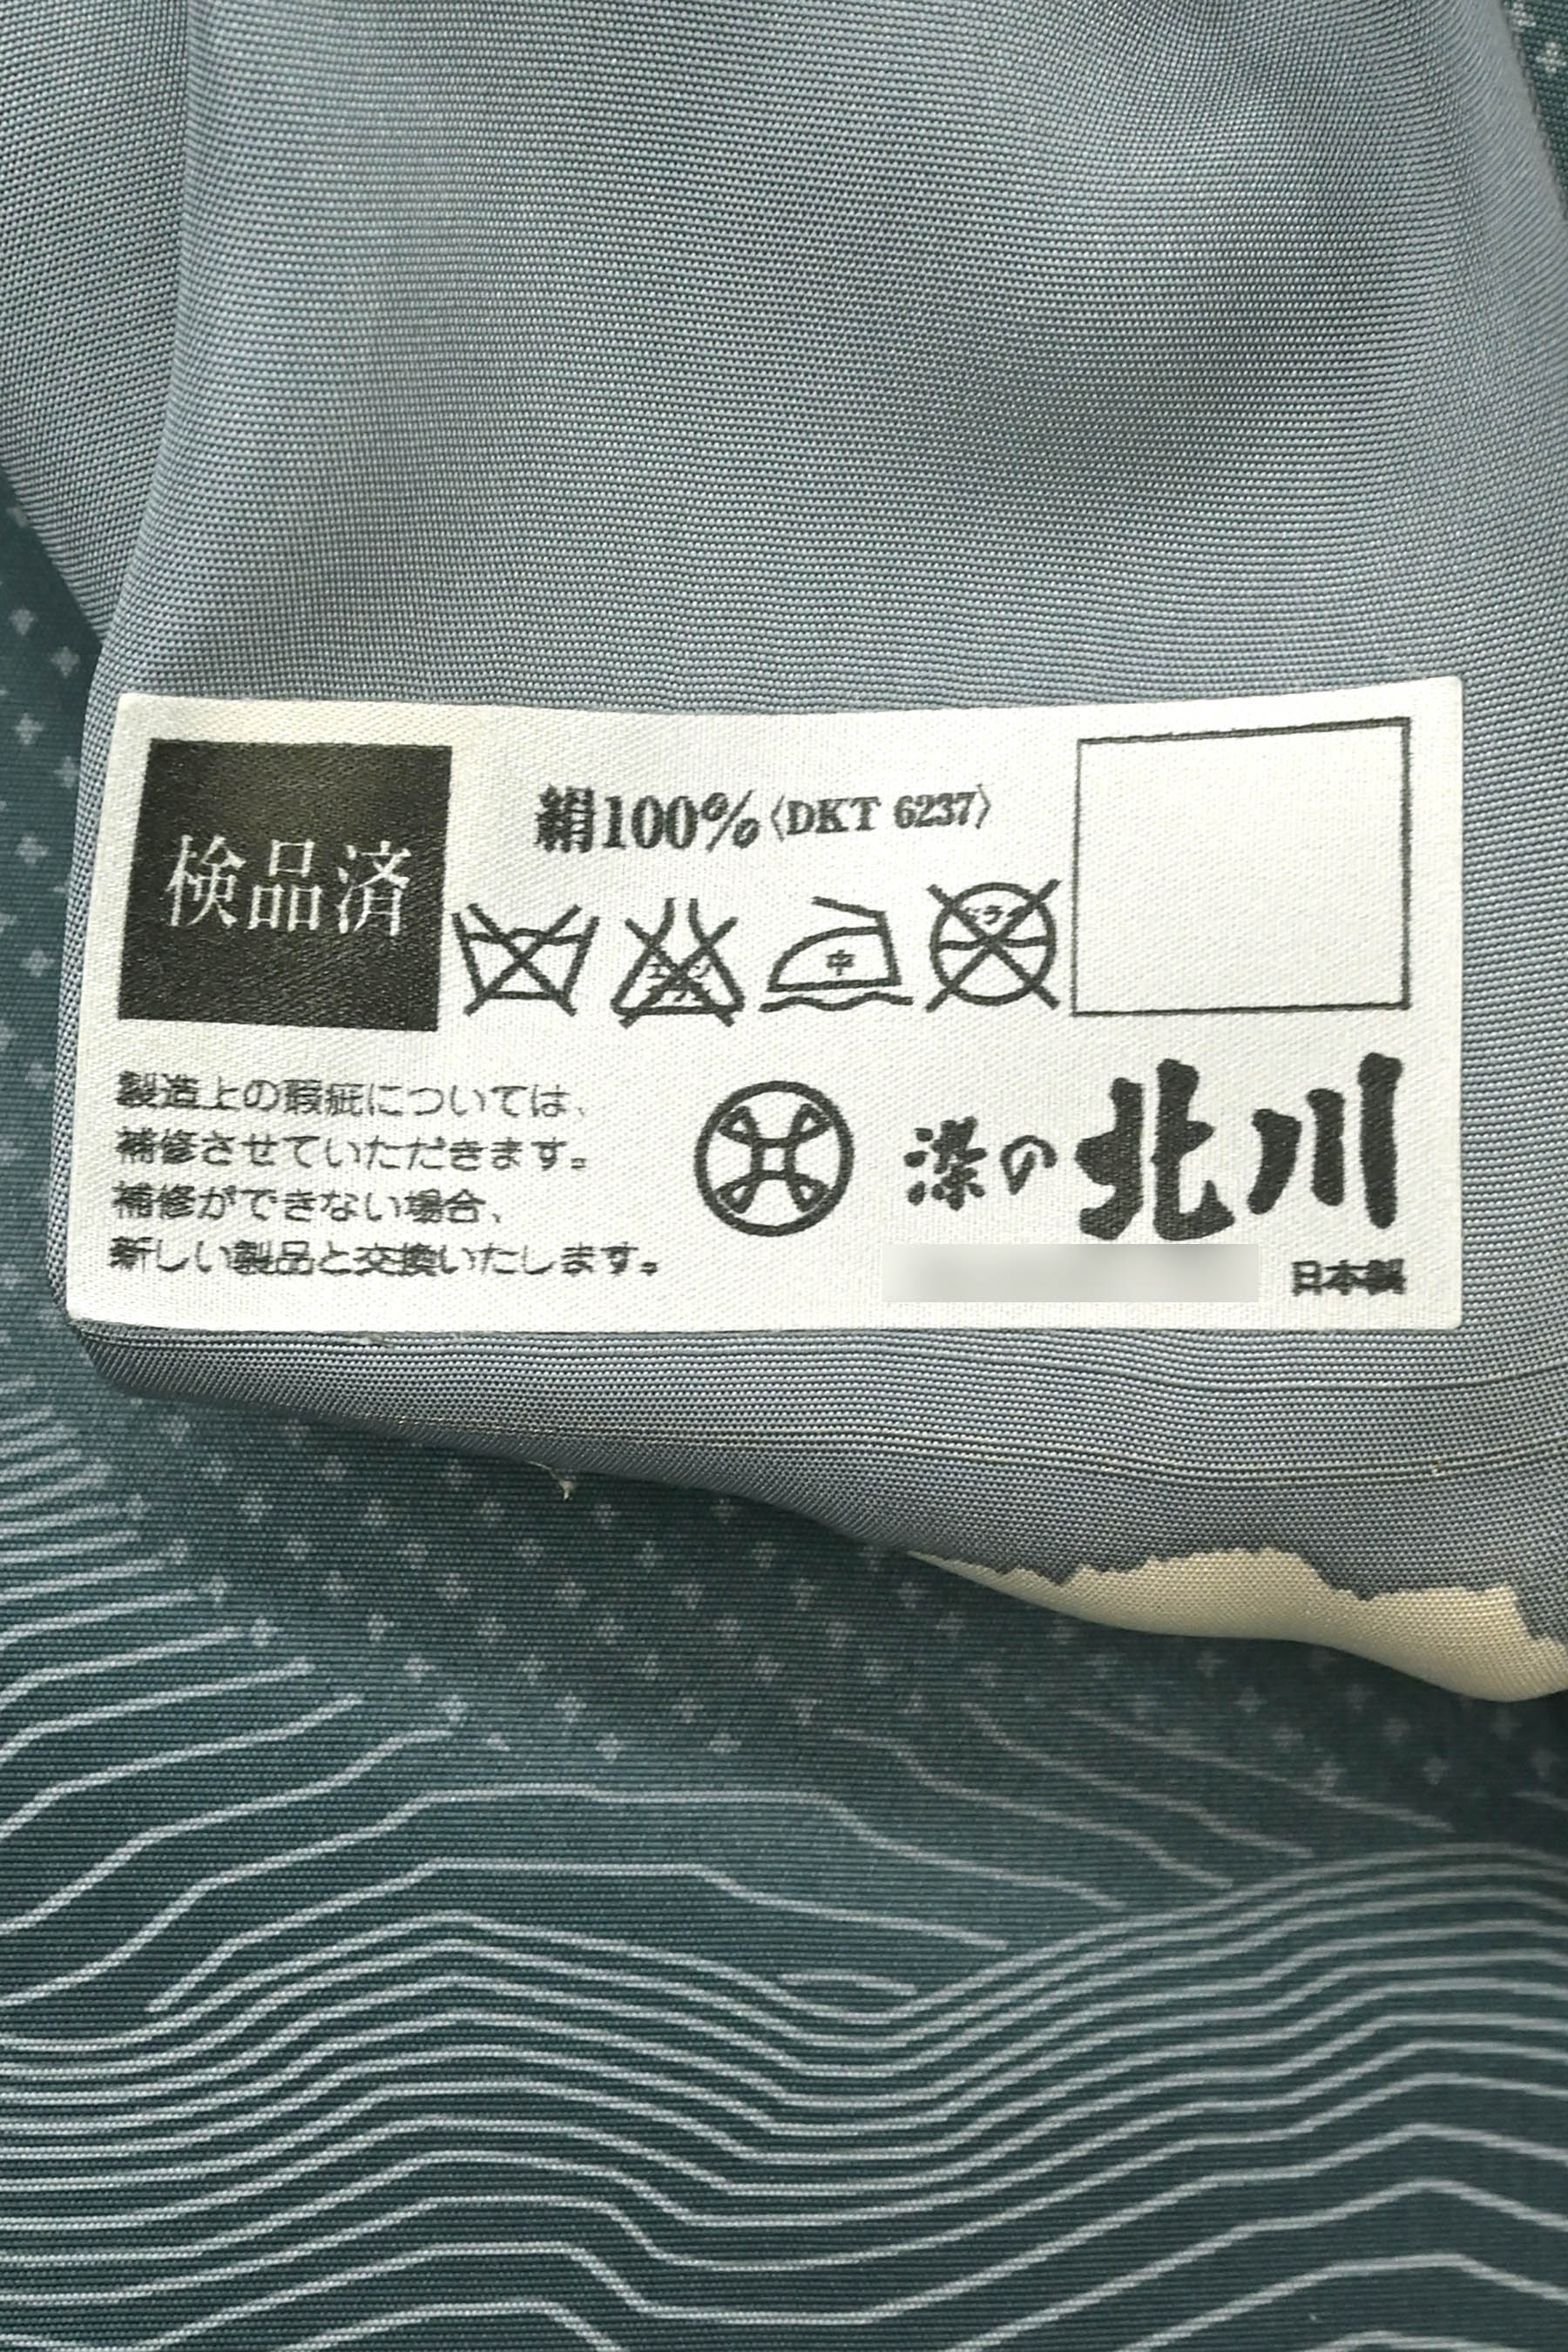 検品済
絹100%〈DKT 6237〉
中
製造上の瑕疵については、
補修させていただきます。
補修ができない場合、
新しい製品と交換いたします。
染の北川
日本製